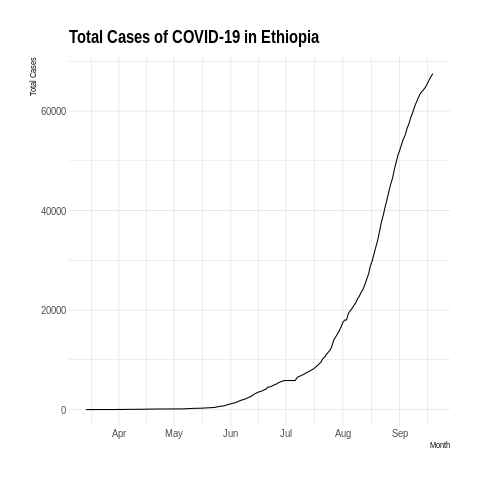 Total Cases of COVID-19 in Ethiopia
Total Cases
60000
40000
20000
0
Apr May Jun Jul Aug Sep
Month